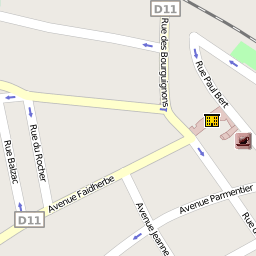 D11
Rue des Bourguignons
Rue Paul Bert
Rue du Rocher
Rue Balzac
Avenue Faidherbe
Avenue Parmentier
D11
Avenue Jeanne